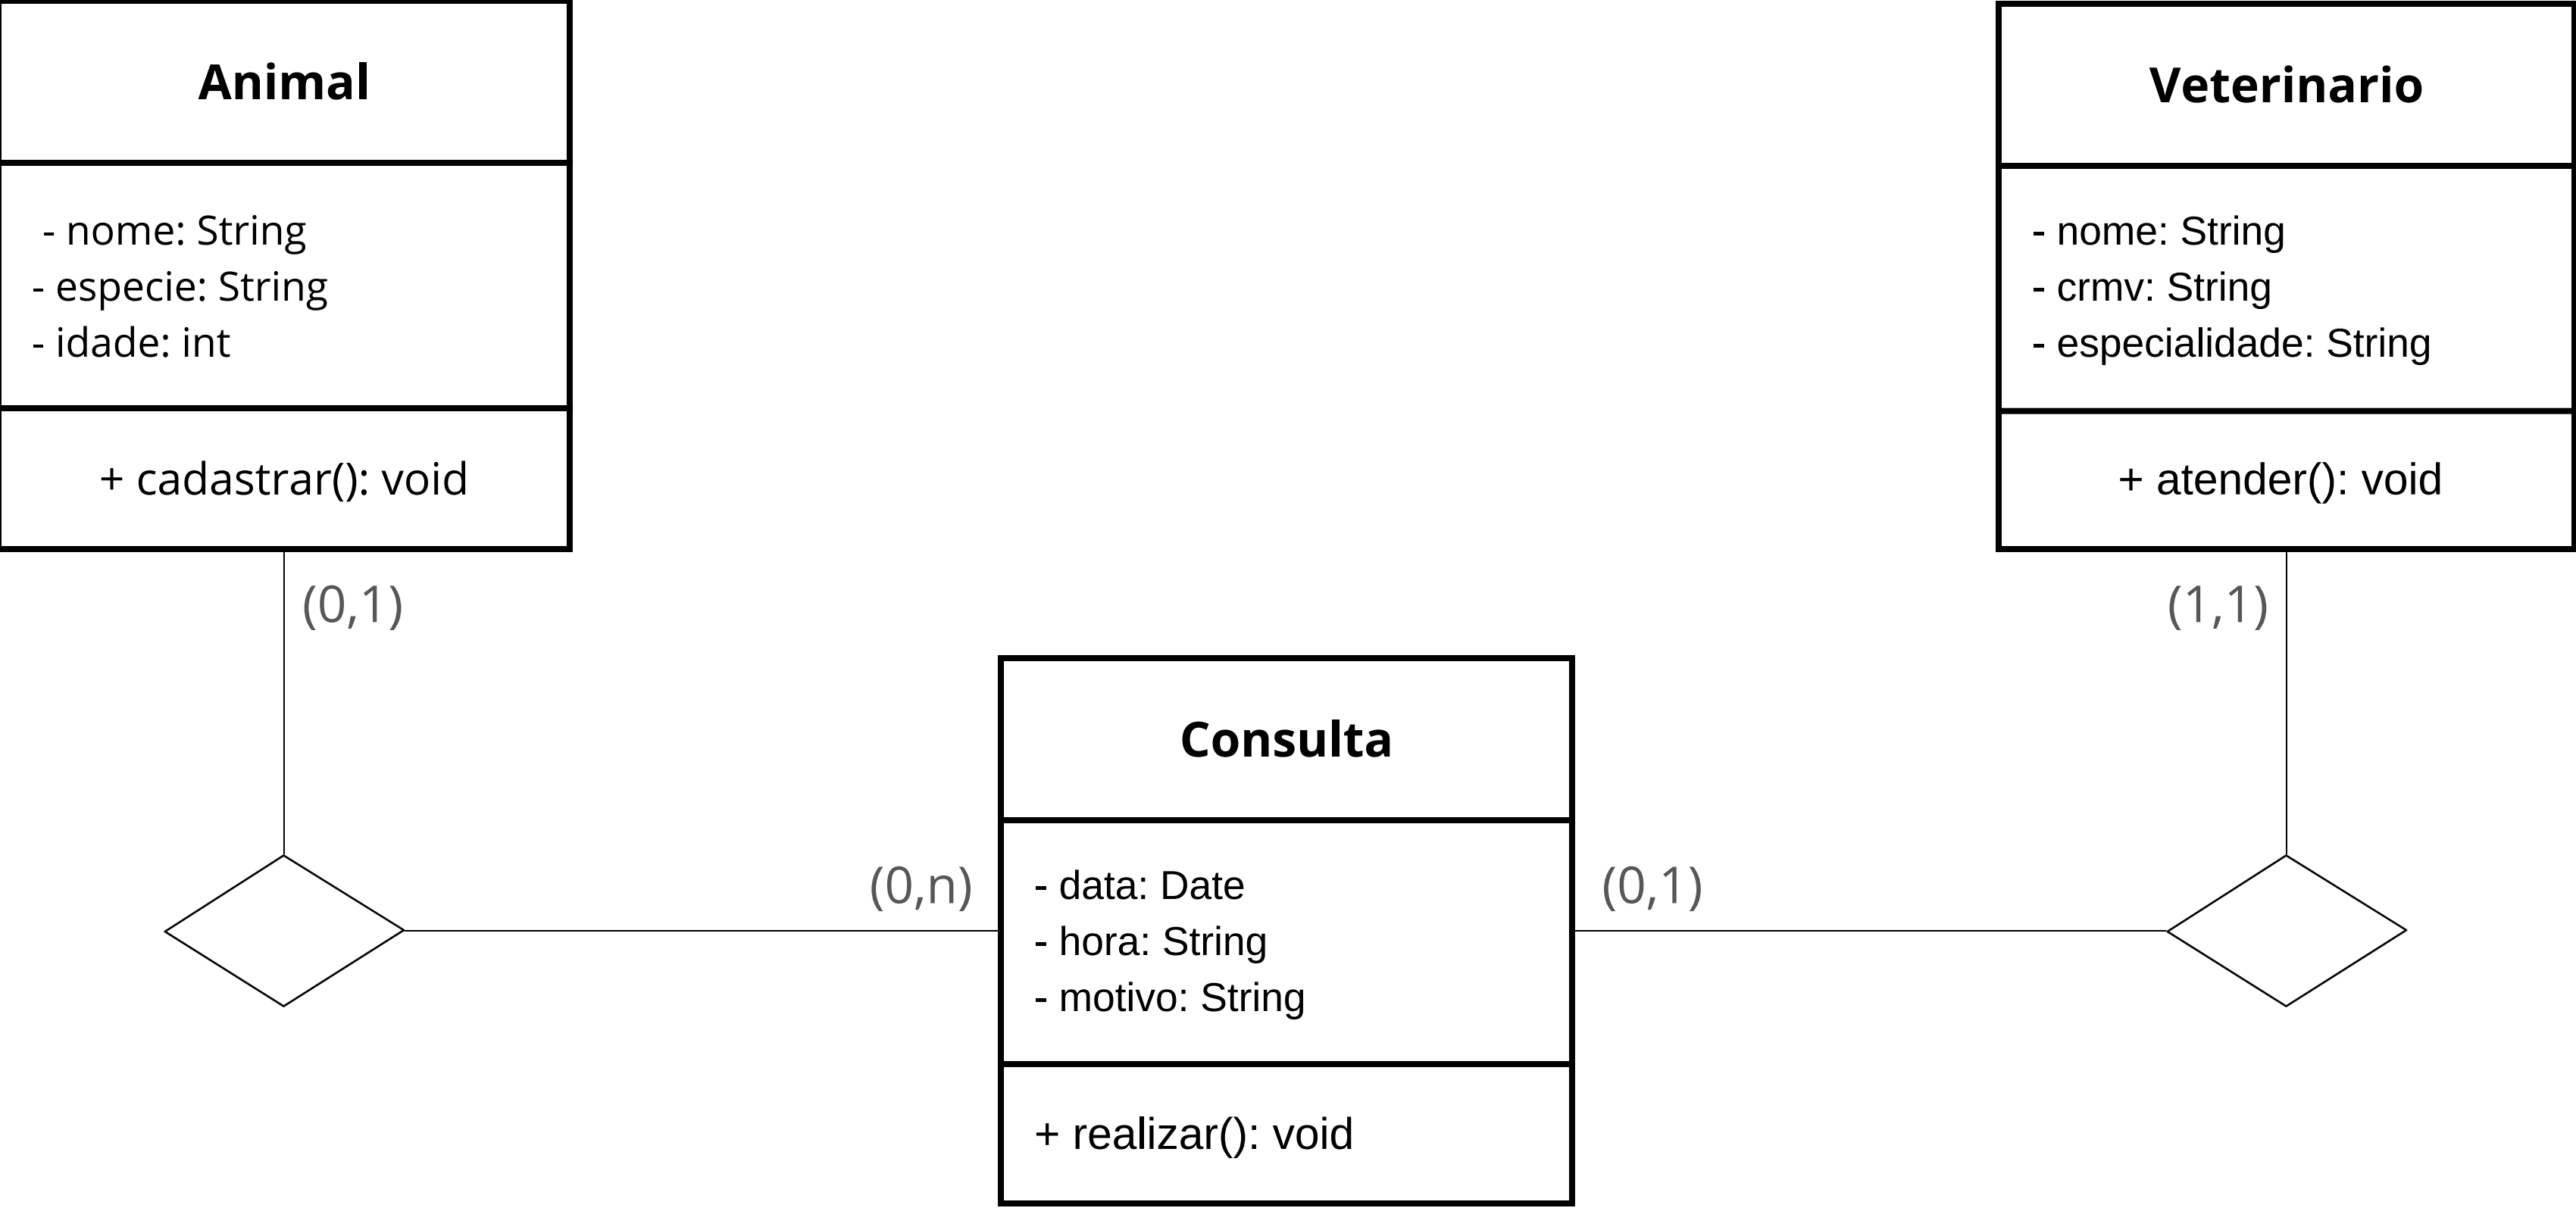 Animal
- nome: String
- especie: String
- idade: int
+ cadastrar(): void
(0,1)
Veterinario
- nome: String
- crmv: String
- especialidade: String
+ atender(): void
(1,1)
Consulta
- data: Date
- hora: String
- motivo: String
+ realizar(): void
(0,n)
(0,1)